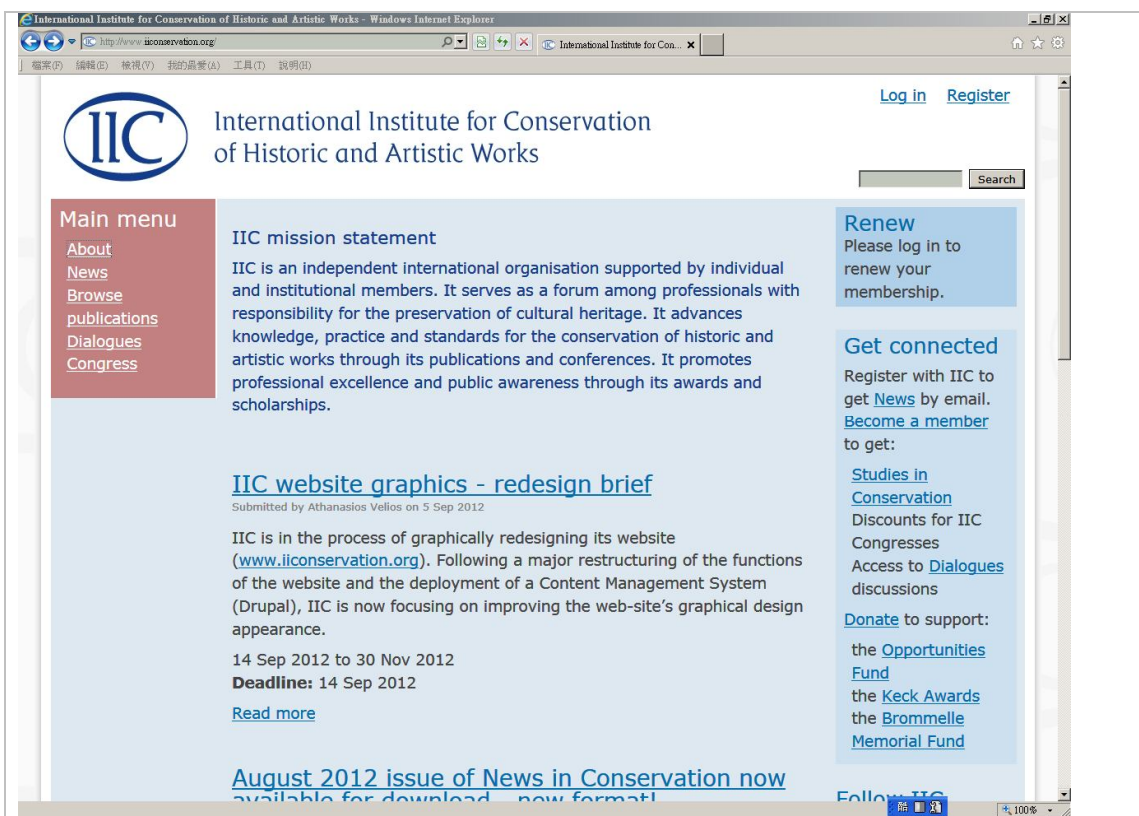 International Institute for Conservation of Historic and Artistic Works - Windows Internet Explorer
http://www.iiconservation.org/
International Institute for Con...
檔案(F) 編輯(E) 檢視(V) 我的最愛(A) 工具(T) 說明(H)
Log in Register
IIC
International Institute for Conservation
of Historic and Artistic Works
Search
Main menu
About
News
Browse
publications
Dialogues
Congress
IIC mission statement
IIC is an independent international organisation supported by individual
and institutional members. It serves as a forum among professionals with
responsibility for the preservation of cultural heritage. It advances
knowledge, practice and standards for the conservation of historic and
artistic works through its publications and conferences. It promotes
professional excellence and public awareness through its awards and
scholarships.
IIC website graphics - redesign brief
Submitted by Athanasios Velios on 5 Sep 2012
IIC is in the process of graphically redesigning its website
(www.iiconservation.org). Following a major restructuring of the functions
of the website and the deployment of a Content Management System
(Drupal), IIC is now focusing on improving the web-site's graphical design
appearance.
14 Sep 2012 to 30 Nov 2012
Deadline: 14 Sep 2012
Read more
August 2012 issue of News in Conservation now
available for download - new format!
Renew
Please log in to
renew your
membership.
Get connected
Register with IIC to
get News by email.
Become a member
to get:
Studies in
Conservation
Discounts for IIC
Congresses
Access to Dialogues
discussions
Donate to support:
the Opportunities
Fund
the Keck Awards
the Brommelle
Memorial Fund
Follow IIC
100%